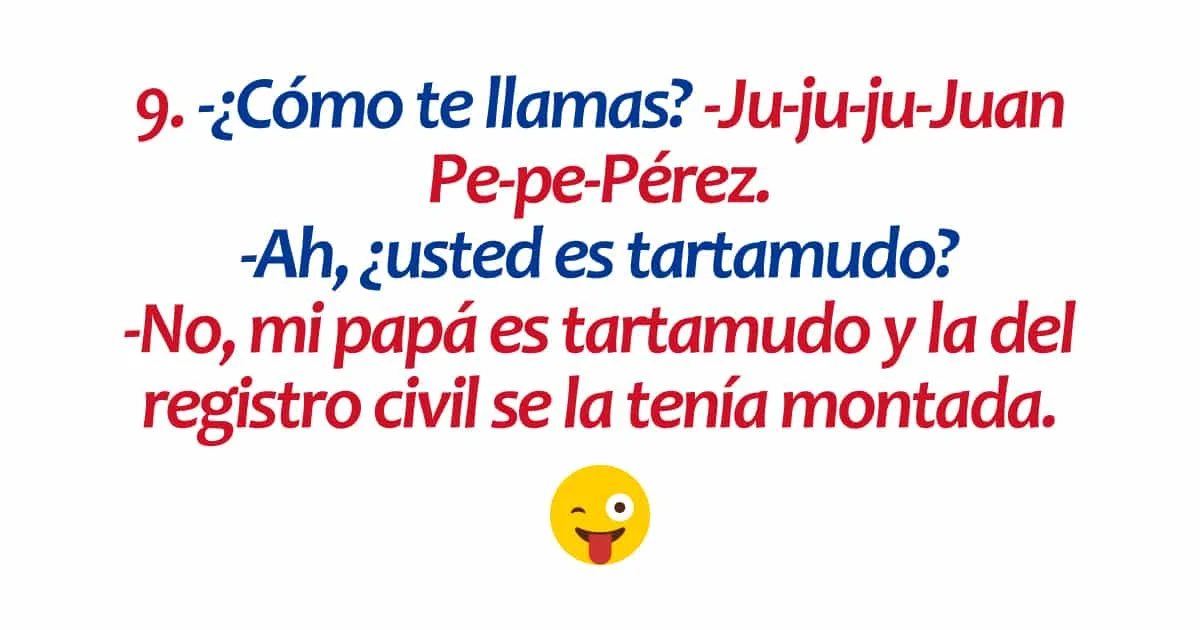 9. -¿Cómo te llamas? -Ju-ju-ju-Juan
Pe-pe-Pérez.
-Ah, ¿usted es tartamudo?
-No, mi papá es tartamudo y la del
registro civil se la tenía montada.